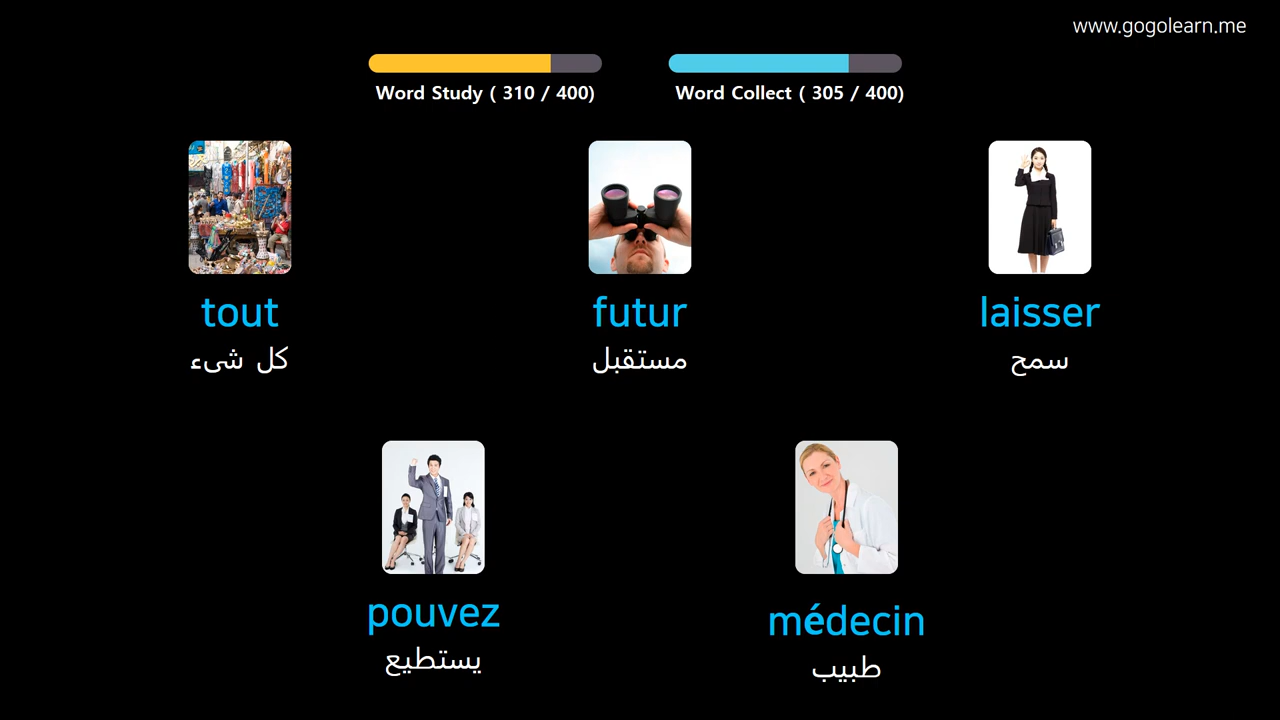 www.gogolearn.me
Word Study ( 310 / 400)
Word Collect ( 305 / 400)
tout
كل شىء
futur
مستقبل
laisser
سمح
pouvez
يستطيع
médecin
طبيب